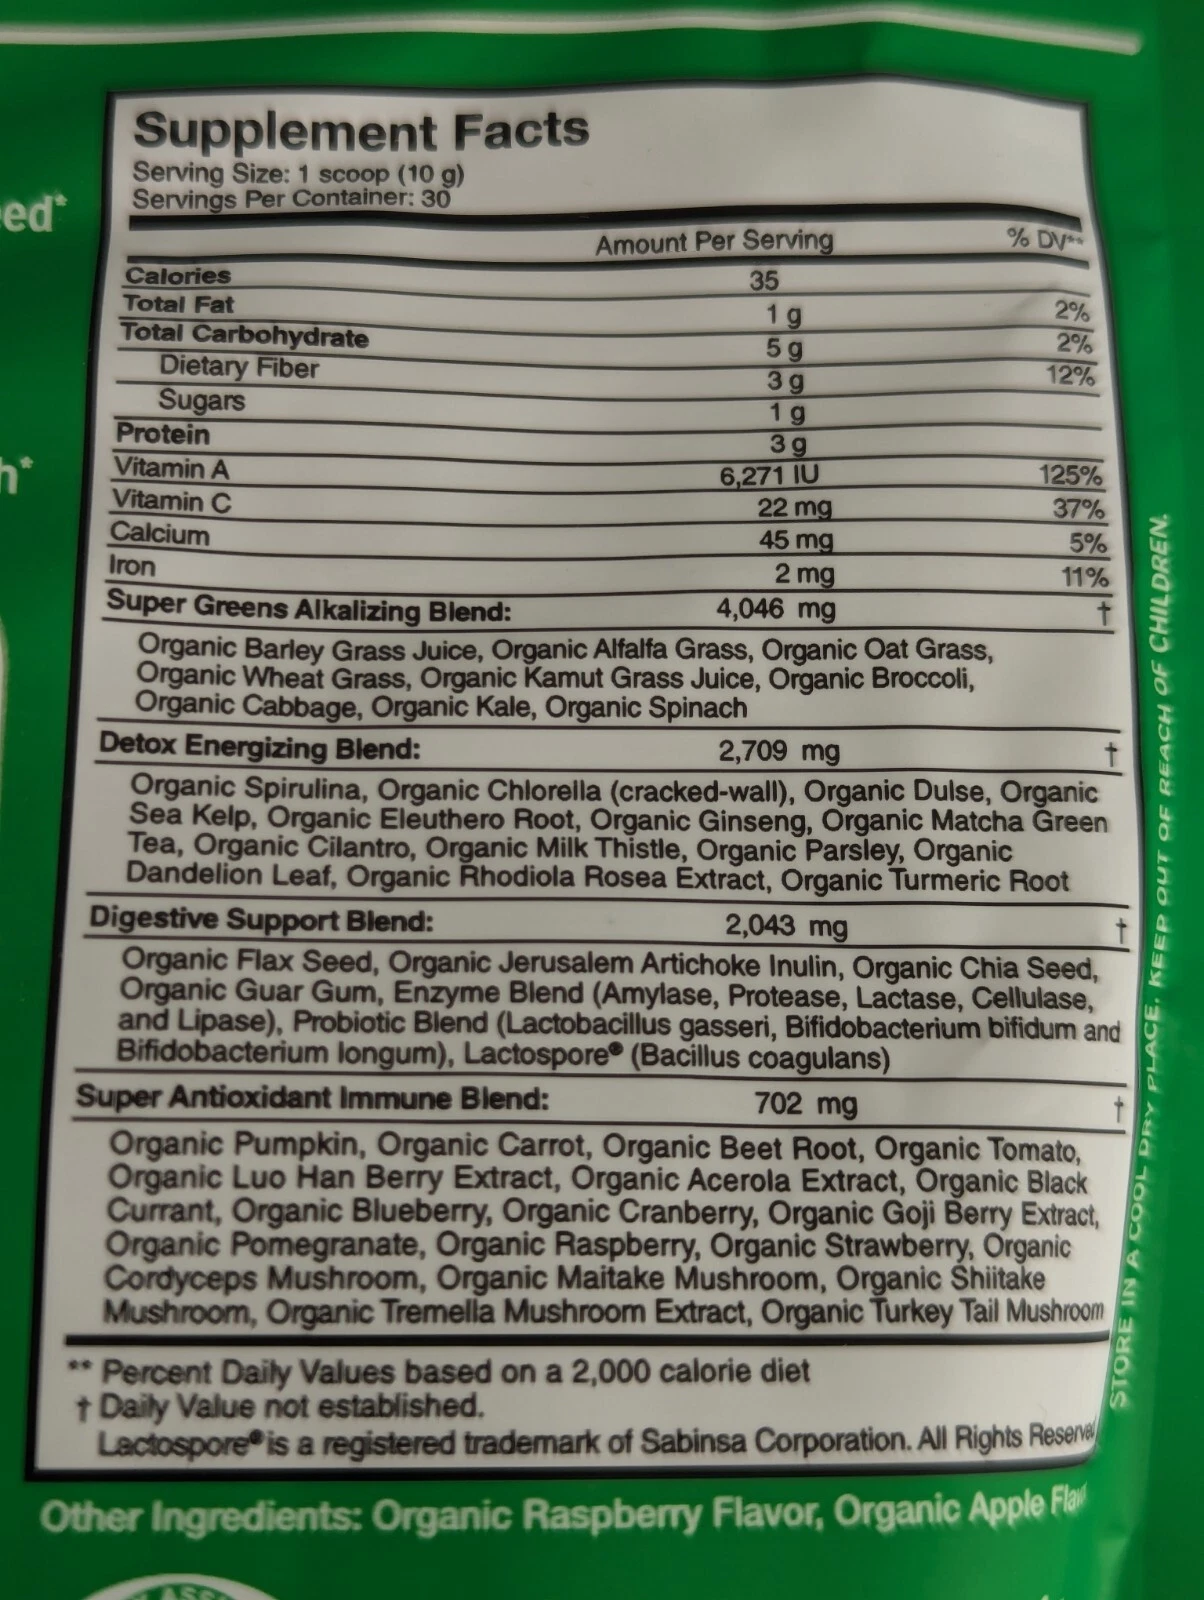 Supplement Facts
Serving Size: 1 scoop (10 g)
Servings Per Container: 30
Amount Per Serving % DV**
Calories 35
Total Fat 1 g 2%
Total Carbohydrate 5 g 2%
Dietary Fiber 3 g 12%
Sugars 1 g
Protein 3 g
Vitamin A 6,271 IU 125%
Vitamin C 22 mg 37%
Calcium 45 mg 5%
Iron 2 mg 11%
Super Greens Alkalizing Blend: 4,046 mg †
Organic Barley Grass Juice, Organic Alfalfa Grass, Organic Oat Grass,
Organic Wheat Grass, Organic Kamut Grass Juice, Organic Broccoli,
Organic Cabbage, Organic Kale, Organic Spinach
Detox Energizing Blend: 2,709 mg †
Organic Spirulina, Organic Chlorella (cracked-wall), Organic Dulse, Organic
Sea Kelp, Organic Eleuthero Root, Organic Ginseng, Organic Matcha Green
Tea, Organic Cilantro, Organic Milk Thistle, Organic Parsley, Organic
Dandelion Leaf, Organic Rhodiola Rosea Extract, Organic Turmeric Root
Digestive Support Blend: 2,043 mg †
Organic Flax Seed, Organic Jerusalem Artichoke Inulin, Organic Chia Seed,
Organic Guar Gum, Enzyme Blend (Amylase, Protease, Lactase, Cellulase,
and Lipase), Probiotic Blend (Lactobacillus gasseri, Bifidobacterium bifidum and
Bifidobacterium longum), Lactospore® (Bacillus coagulans)
Super Antioxidant Immune Blend: 702 mg †
Organic Pumpkin, Organic Carrot, Organic Beet Root, Organic Tomato,
Organic Luo Han Berry Extract, Organic Acerola Extract, Organic Black
Currant, Organic Blueberry, Organic Cranberry, Organic Goji Berry Extract,
Organic Pomegranate, Organic Raspberry, Organic Strawberry, Organic
Cordyceps Mushroom, Organic Maitake Mushroom, Organic Shiitake
Mushroom, Organic Tremella Mushroom Extract, Organic Turkey Tail Mushroom
** Percent Daily Values based on a 2,000 calorie diet
† Daily Value not established.
Lactospore® is a registered trademark of Sabinsa Corporation. All Rights Reserved
Other Ingredients: Organic Raspberry Flavor, Organic Apple
STORE IN A COOL DRY PLACE. KEEP OUT OF REACH OF CHILDREN.